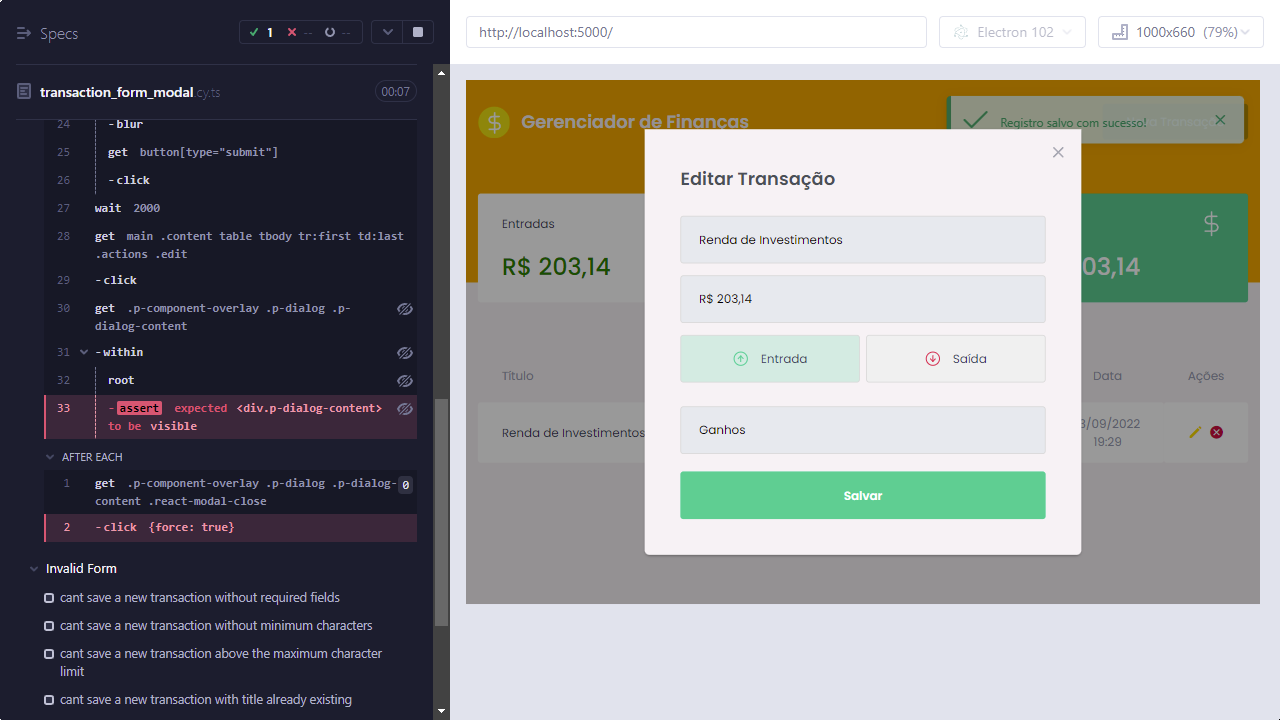 Specs
1
--
--
transaction_form_modal.cy.ts
00:07
24 -blur
25 get button[type="submit"]
26 -click
27 wait 2000
28 get main .content table tbody tr:first td:last
.actions .edit
29 -click
30 get .p-component-overlay .p-dialog .p-
dialog-content
31 -within
32 root
33 -assert expected <div.p-dialog-content>
to be visible
AFTER EACH
1 get .p-component-overlay .p-dialog .p-dialog-
content .react-modal-close
0
2 -click {force: true}
Invalid Form
cant save a new transaction without required fields
cant save a new transaction without minimum characters
cant save a new transaction above the maximum character
limit
cant save a new transaction with title already existing
http://localhost:5000/
Electron 102
1000x660 (79%)
$ Gerenciador de Finanças
Registro salvo com sucesso!
Editar Transação
Entradas
R$ 203,14
$
03,14
Renda de Investimentos
R$ 203,14
Entrada
Saída
Ganhos
Salvar
Título
Data
Ações
Renda de Investimentos
/09/2022
19:29